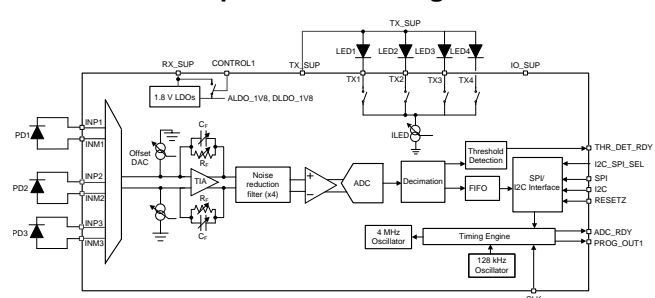 TX_SUP
LED1 LED2 LED3 LED4
RX_SUP CONTROL1 TX_SUP IO_SUP
TX1 TX2 TX3 TX4
1.8 V LDOs ALDO_1V8, DLDO_1V8
ILED
INP1
PD1
INM1
Offset
DAC
CF
RF
TIA
RF
CF
INP2
PD2
INM2
INP3
PD3
INM3
Noise
reduction
filter (x4)
ADC
Decimation
Threshold
Detection
FIFO
SPI/
I2C Interface
THR_DET_RDY
I2C_SPI_SEL
SPI
I2C
RESETZ
4 MHz
Oscillator
Timing Engine
128 kHz
Oscillator
ADC_RDY
PROG_OUT1